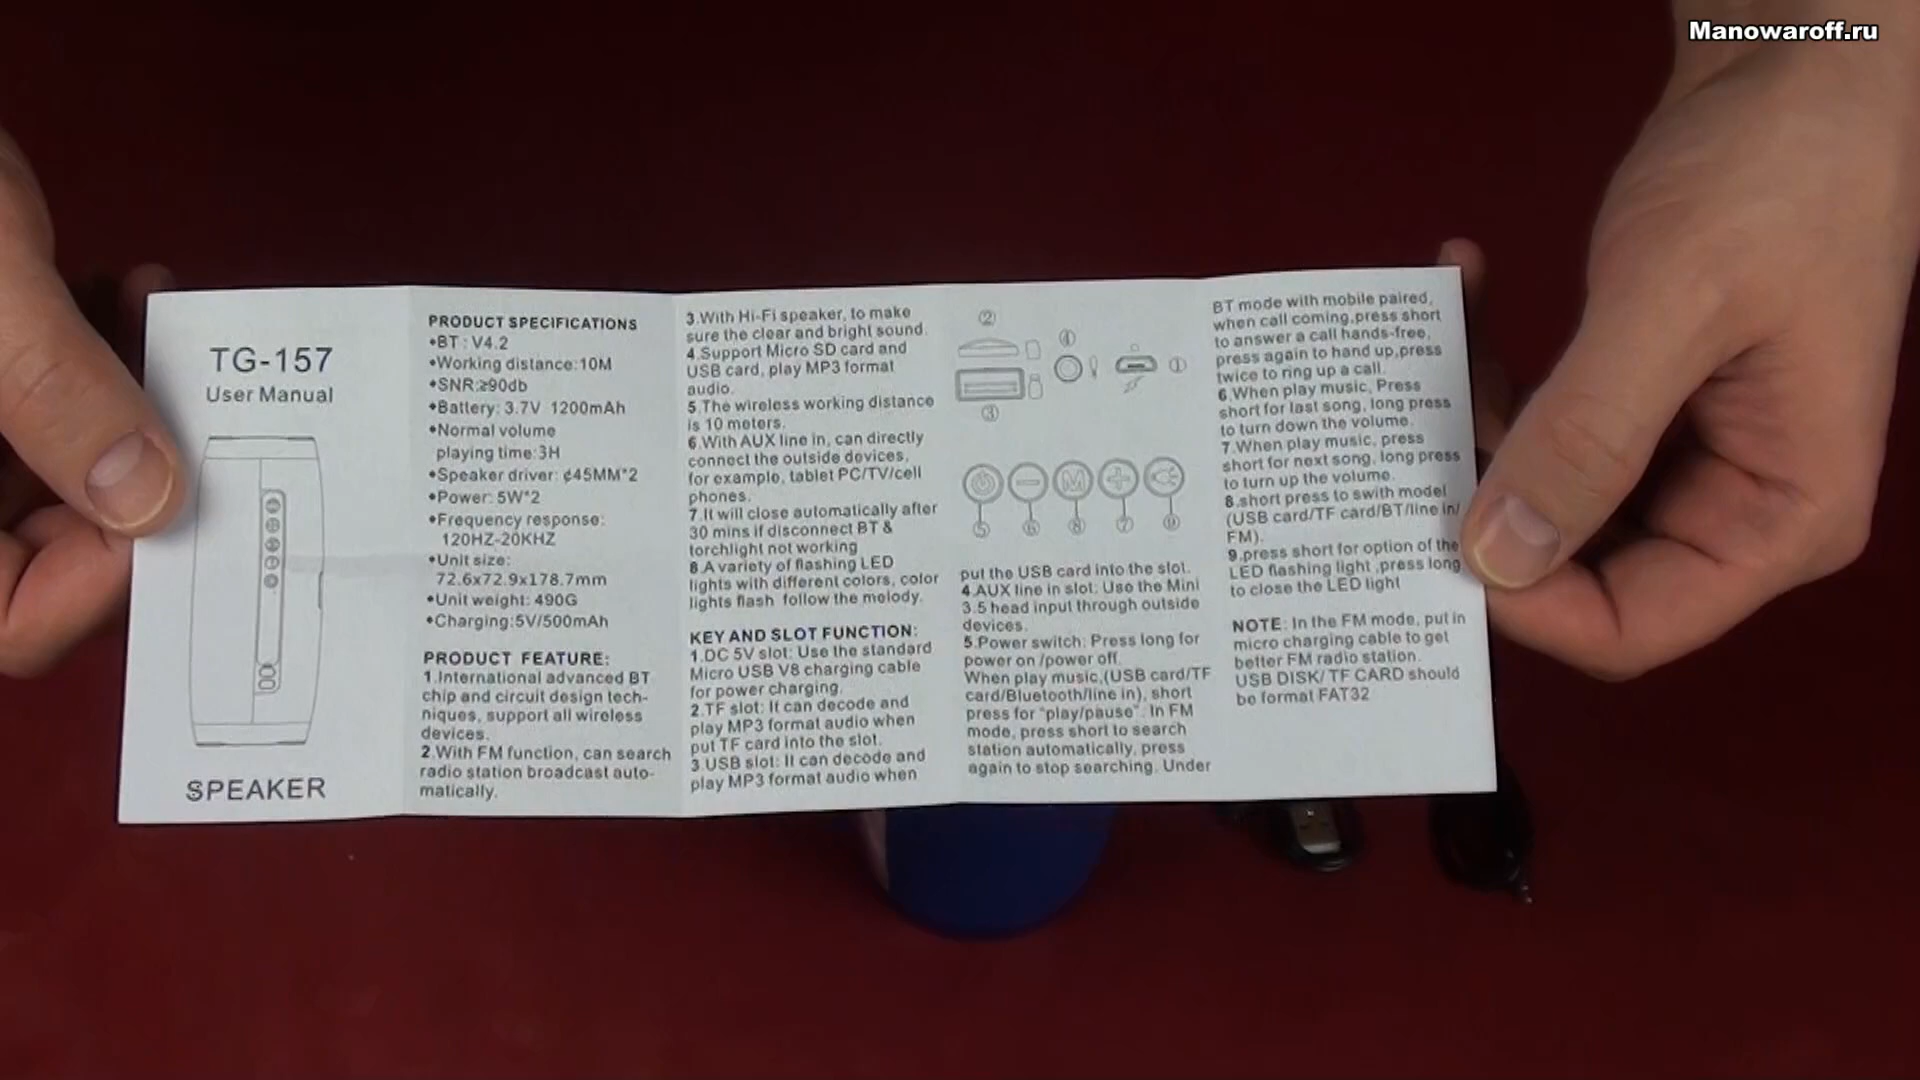 Manowaroff.ru
TG-157
User Manual
SPEAKER
PRODUCT SPECIFICATIONS
•BT : V4.2
•Working distance:10M
•SNR:≥90db
•Battery: 3.7V 1200mAh
•Normal volume
playing time:3H
•Speaker driver: ¢45MM*2
•Power: 5W*2
•Frequency response:
120HZ-20KHZ
•Unit size:
72.6x72.9x178.7mm
•Unit weight: 490G
•Charging:5V/500mAh
PRODUCT FEATURE:
1.International advanced BT
chip and circuit design tech-
niques, support all wireless
devices.
2.With FM function, can search
radio station broadcast auto-
matically.
3.With Hi-Fi speaker, to make
sure the clear and bright sound.
4.Support Micro SD card and
USB card, play MP3 format
audio.
5.The wireless working distance
is 10 meters.
6.With AUX line in, can directly
connect the outside devices,
for example, tablet PC/TV/cell
phones.
7.It will close automatically after
30 mins if disconnect BT &
torchlight not working
8.A variety of flashing LED
lights with different colors, color
lights flash follow the melody.
KEY AND SLOT FUNCTION:
1.DC 5V slot: Use the standard
Micro USB V8 charging cable
for power charging.
2.TF slot: It can decode and
play MP3 format audio when
put TF card into the slot.
3.USB slot: It can decode and
play MP3 format audio when
② ④ ① ③
M
⑤ ⑥ ⑧ ⑦ ⑨
put the USB card into the slot.
4.AUX line in slot: Use the Mini
3.5 head input through outside
devices.
5.Power switch: Press long for
power on /power off.
When play music,(USB card/TF
card/Bluetooth/line in), short
press for "play/pause". In FM
mode, press short to search
station automatically, press
again to stop searching. Under
BT mode with mobile paired,
when call coming,press short
to answer a call hands-free,
press again to hand up,press
twice to ring up a call.
6.When play music, Press
short for last song, long press
to turn down the volume.
7.When play music, press
short for next song, long press
to turn up the volume.
8.short press to swith model
(USB card/TF card/BT/line in/
FM).
9.press short for option of the
LED flashing light ,press long
to close the LED light
NOTE: In the FM mode, put in
micro charging cable to get
better FM radio station.
USB DISK/ TF CARD should
be format FAT32